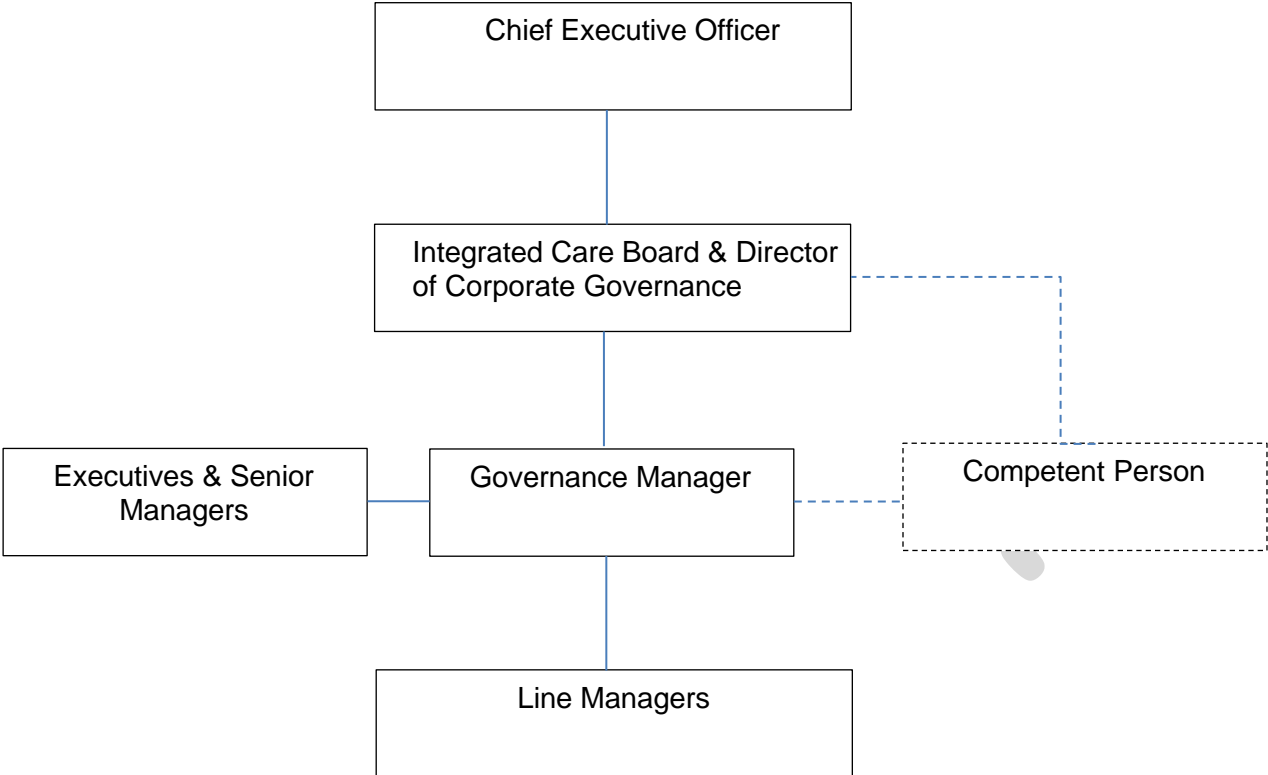 Chief Executive Officer
Integrated Care Board & Director
of Corporate Governance
Executives & Senior
Managers
Governance Manager
Competent Person
Line Managers